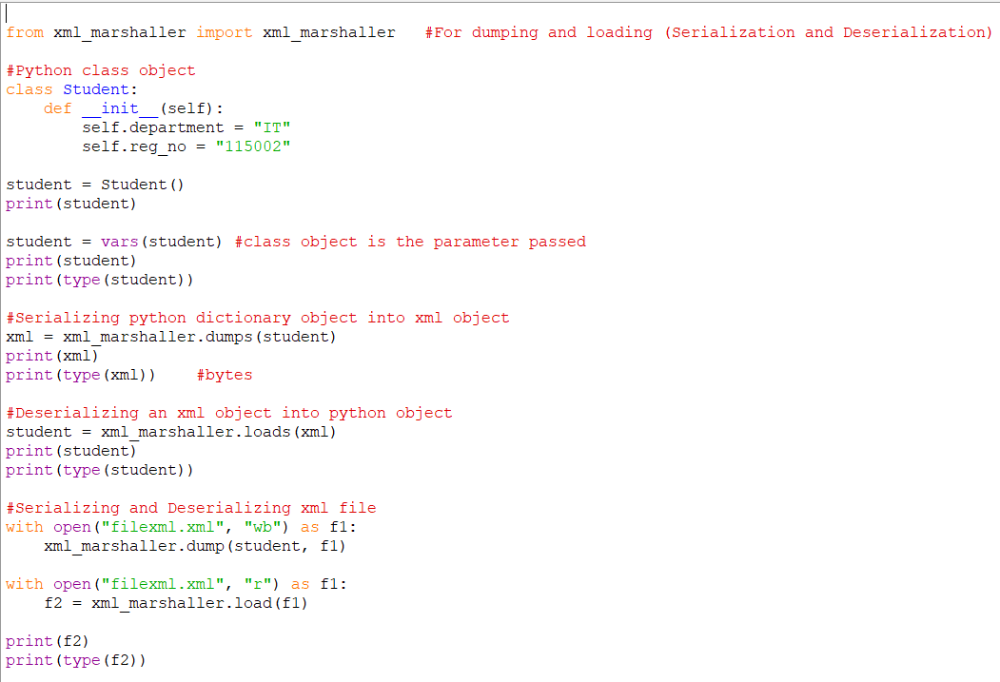 from xml_marshaller import xml_marshaller   #For dumping and loading (Serialization and Deserialization)
#Python class object
class Student:
    def __init__(self):
        self.department = "IT"
        self.reg_no = "115002"
student = Student()
print(student)
student = vars(student) #class object is the parameter passed
print(student)
print(type(student))
#Serializing python dictionary object into xml object
xml = xml_marshaller.dumps(student)
print(xml)
print(type(xml))    #bytes
#Deserializing an xml object into python object
student = xml_marshaller.loads(xml)
print(student)
print(type(student))
#Serializing and Deserializing xml file
with open("filexml.xml", "wb") as f1:
    xml_marshaller.dump(student, f1)
with open("filexml.xml", "r") as f1:
    f2 = xml_marshaller.load(f1)
print(f2)
print(type(f2))